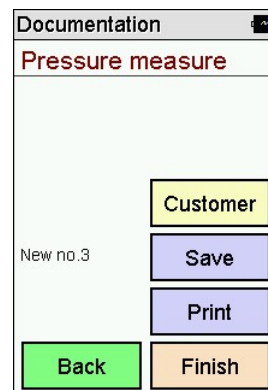 Documentation
Pressure measure
Customer
New no.3
Save
Print
Back
Finish